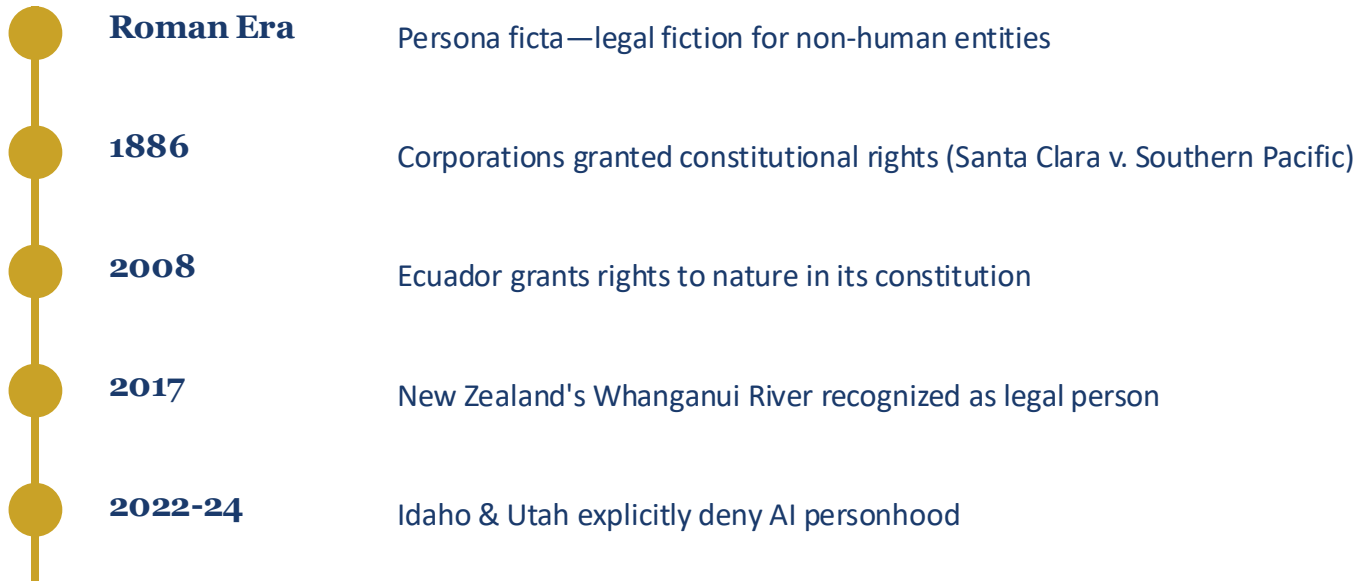 Roman Era
Persona ficta—legal fiction for non-human entities
1886
Corporations granted constitutional rights (Santa Clara v. Southern Pacific)
2008
Ecuador grants rights to nature in its constitution
2017
New Zealand's Whanganui River recognized as legal person
2022-24
Idaho & Utah explicitly deny AI personhood